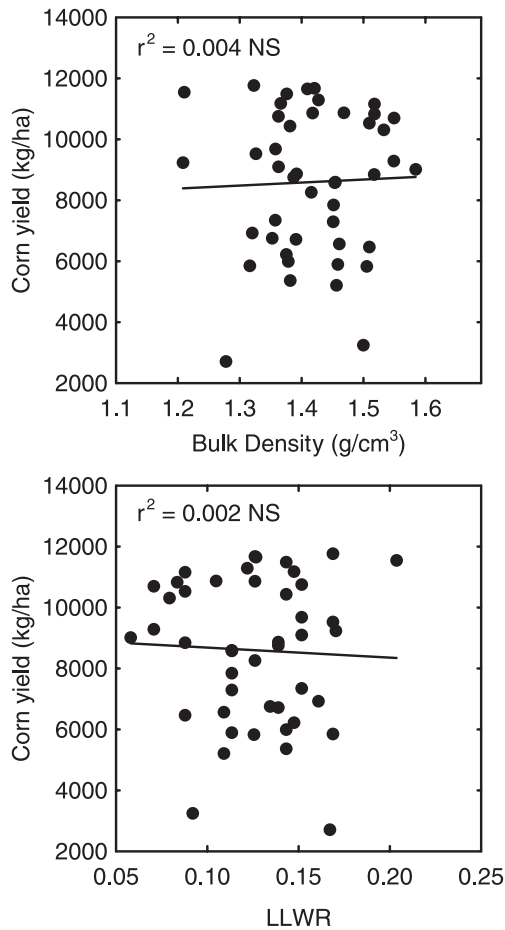 14000
r² = 0.004 NS
12000
10000
8000
6000
4000
2000
Corn yield (kg/ha)
1.1 1.2 1.3 1.4 1.5 1.6
Bulk Density (g/cm³)
14000
r² = 0.002 NS
12000
10000
8000
6000
4000
2000
Corn yield (kg/ha)
0.05 0.10 0.15 0.20 0.25
LLWR